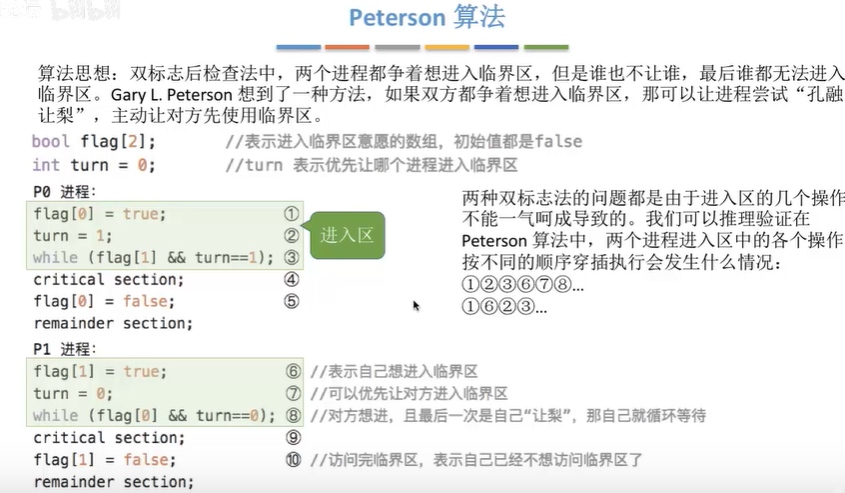 bilibili
Peterson 算法
算法思想：双标志后检查法中，两个进程都争着想进入临界区，但是谁也不让谁，最后谁都无法进入
临界区。Gary L. Peterson 想到了一种方法，如果双方都争着想进入临界区，那可以让进程尝试“孔融
让梨”，主动让对方先使用临界区。
bool flag[2]; //表示进入临界区意愿的数组，初始值都是false
int turn = 0; //turn 表示优先让哪个进程进入临界区
P0 进程：
flag[0] = true; ①
turn = 1; ②
while (flag[1] && turn==1); ③
critical section; ④
flag[0] = false; ⑤
remainder section;
进入区
两种双标志法的问题都是由于进入区的几个操作
不能一气呵成导致的。我们可以推理验证在
Peterson 算法中，两个进程进入区中的各个操作
按不同的顺序穿插执行会发生什么情况：
①②③⑥⑦⑧...
①⑥②③...
P1 进程：
flag[1] = true; ⑥ //表示自己想进入临界区
turn = 0; ⑦ //可以优先让对方进入临界区
while (flag[0] && turn==0); ⑧ //对方想进，且最后一次是自己“让梨”，那自己就循环等待
critical section; ⑨
flag[1] = false; ⑩ //访问完临界区，表示自己已经不想访问临界区了
remainder section;